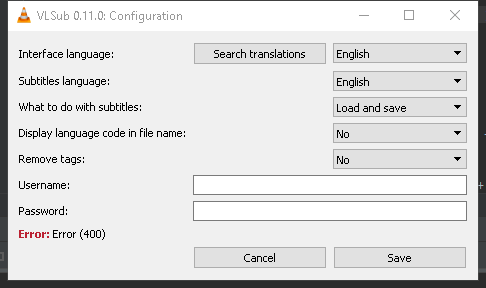 VLSub 0.11.0: Configuration
Interface language: Search translations English
Subtitles language: English
What to do with subtitles: Load and save
Display language code in file name: No
Remove tags: No
Username:
Password:
Error: Error (400)
Cancel Save